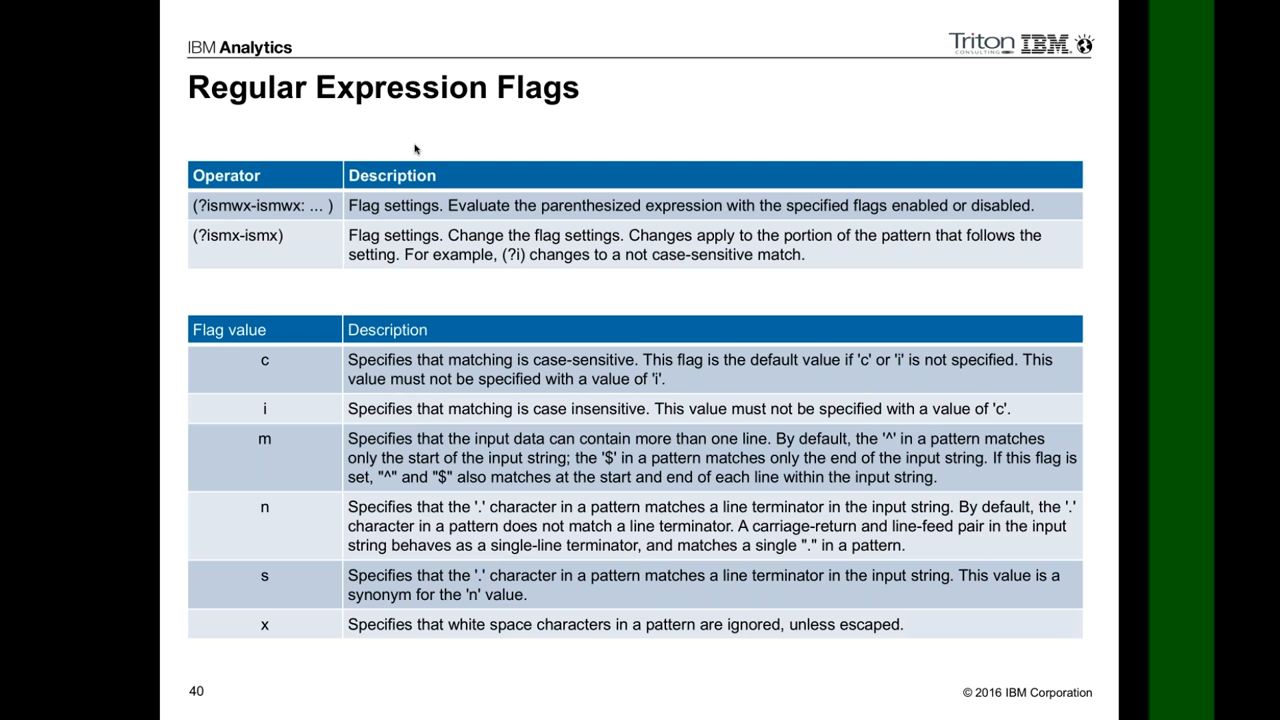 IBM Analytics
Triton IBM
CONSULTING
Regular Expression Flags
Operator Description
(?ismwx-ismwx: ... ) Flag settings. Evaluate the parenthesized expression with the specified flags enabled or disabled.
(?ismx-ismx) Flag settings. Change the flag settings. Changes apply to the portion of the pattern that follows the
setting. For example, (?i) changes to a not case-sensitive match.
Flag value Description
c Specifies that matching is case-sensitive. This flag is the default value if 'c' or 'i' is not specified. This
value must not be specified with a value of 'i'.
i Specifies that matching is case insensitive. This value must not be specified with a value of 'c'.
m Specifies that the input data can contain more than one line. By default, the '^' in a pattern matches
only the start of the input string; the '$' in a pattern matches only the end of the input string. If this flag is
set, "^" and "$" also matches at the start and end of each line within the input string.
n Specifies that the '.' character in a pattern matches a line terminator in the input string. By default, the '.'
character in a pattern does not match a line terminator. A carriage-return and line-feed pair in the input
string behaves as a single-line terminator, and matches a single "." in a pattern.
s Specifies that the '.' character in a pattern matches a line terminator in the input string. This value is a
synonym for the 'n' value.
x Specifies that white space characters in a pattern are ignored, unless escaped.
40
© 2016 IBM Corporation